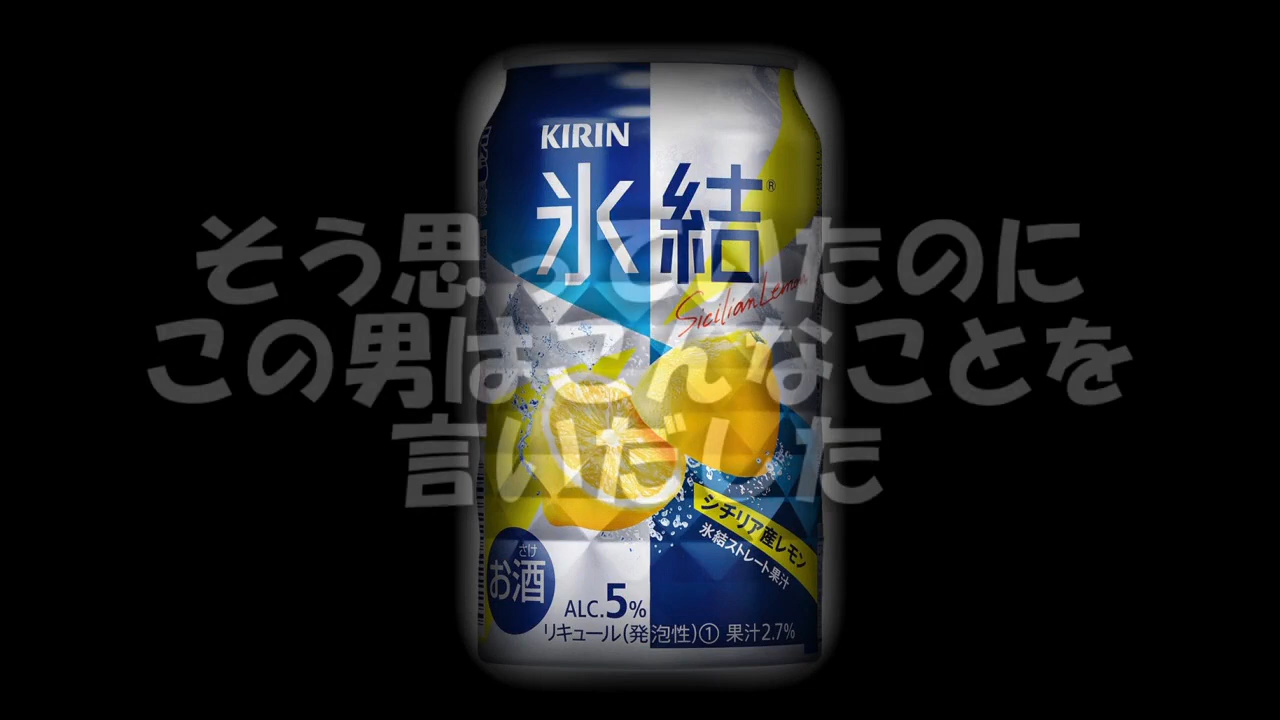 KIRIN
氷結®
Sicilian Lemon
そう思っていたのに
この男はこんなことを
言いだした
シチリア産レモン
氷結ストレート果汁
さけ
お酒
ALC.5%
リキュール(発泡性)① 果汁2.7%